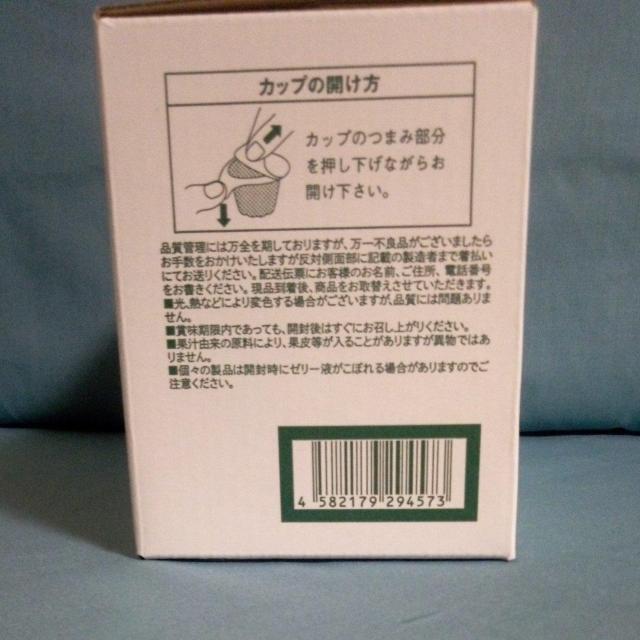 カップの開け方
カップのつまみ部分
を押し下げながらお
開け下さい。
品質管理には万全を期しておりますが、万一不良品がございましたら
お手数をおかけいたしますが反対側面部に記載の製造者まで着払い
にてお送りください。配送伝票にお客様のお名前、ご住所、電話番号
をお書きください。現品到着後、商品をお取替えさせていただきます。
■光、熱などにより変色する場合がございますが、品質には問題ありま
せん。
■賞味期限内であっても、開封後はすぐにお召し上がりください。
■果汁由来の原料により、果皮等が入ることがありますが異物ではあ
りません。
■個々の製品は開封時にゼリー液がこぼれる場合がありますのでご
注意ください。
4 582179 294573